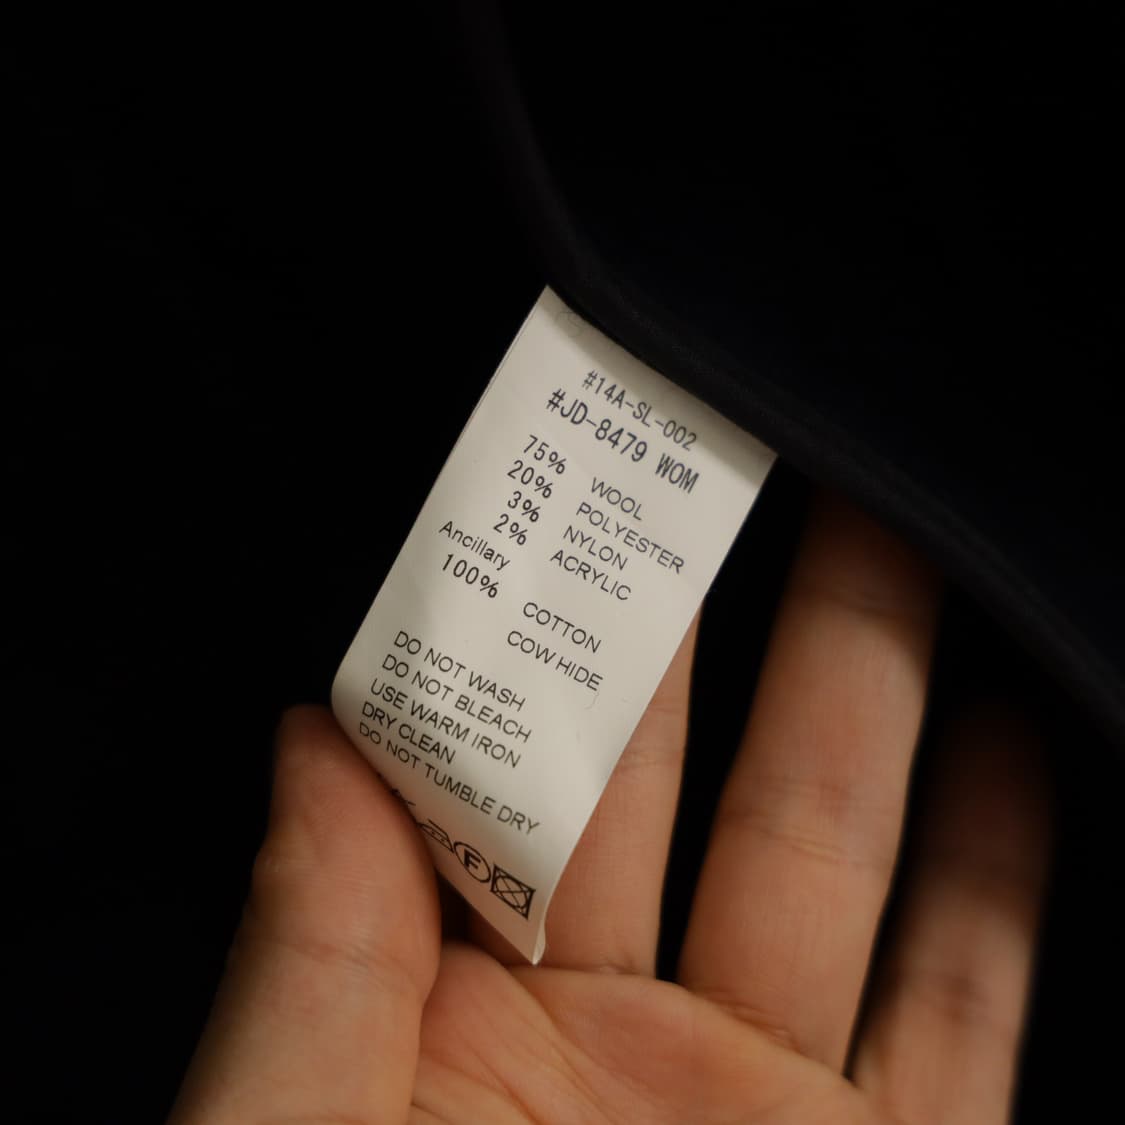 #14A-SL-002
#JD-8479 WOM
75% WOOL
20% POLYESTER
3% NYLON
2% ACRYLIC
Ancillary
100% COTTON
COW HIDE
DO NOT WASH
DO NOT BLEACH
USE WARM IRON
DRY CLEAN
DO NOT TUMBLE DRY
F